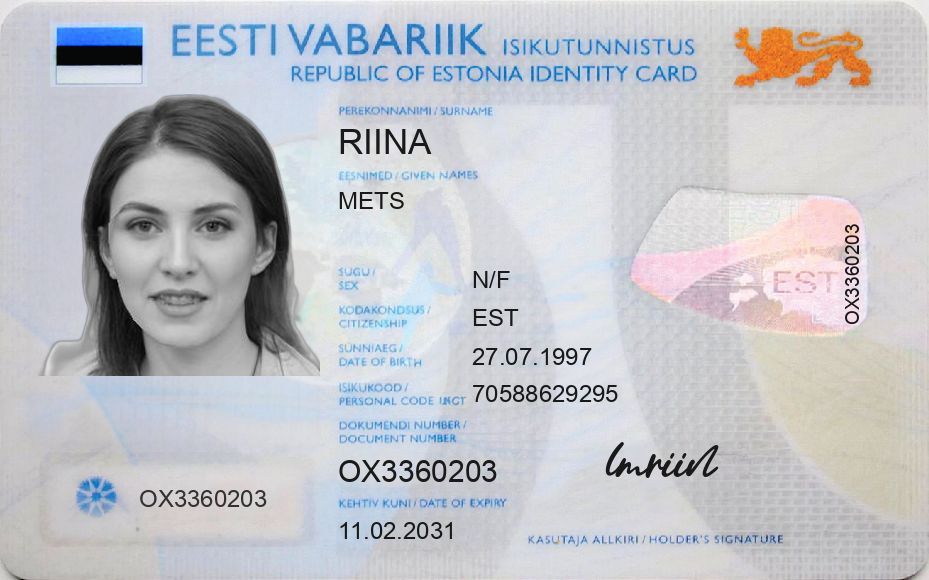 EESTI VABARIIK ISIKUTUNNISTUS
REPUBLIC OF ESTONIA IDENTITY CARD
PEREKONNANIMI / SURNAME
RIINA
EESNIMED / GIVEN NAMES
METS
SUGU /
SEX
N/F
KODAKONDSUS /
CITIZENSHIP
EST
SÜNNIAEG /
DATE OF BIRTH
27.07.1997
ISIKUKOOD /
PERSONAL CODE
70588629295
DOKUMENDI NUMBER /
DOCUMENT NUMBER
OX3360203
KEHTIV KUNI / DATE OF EXPIRY
11.02.2031
OX3360203
EST
OX3360203
KASUTAJA ALLKIRI / HOLDER'S SIGNATURE